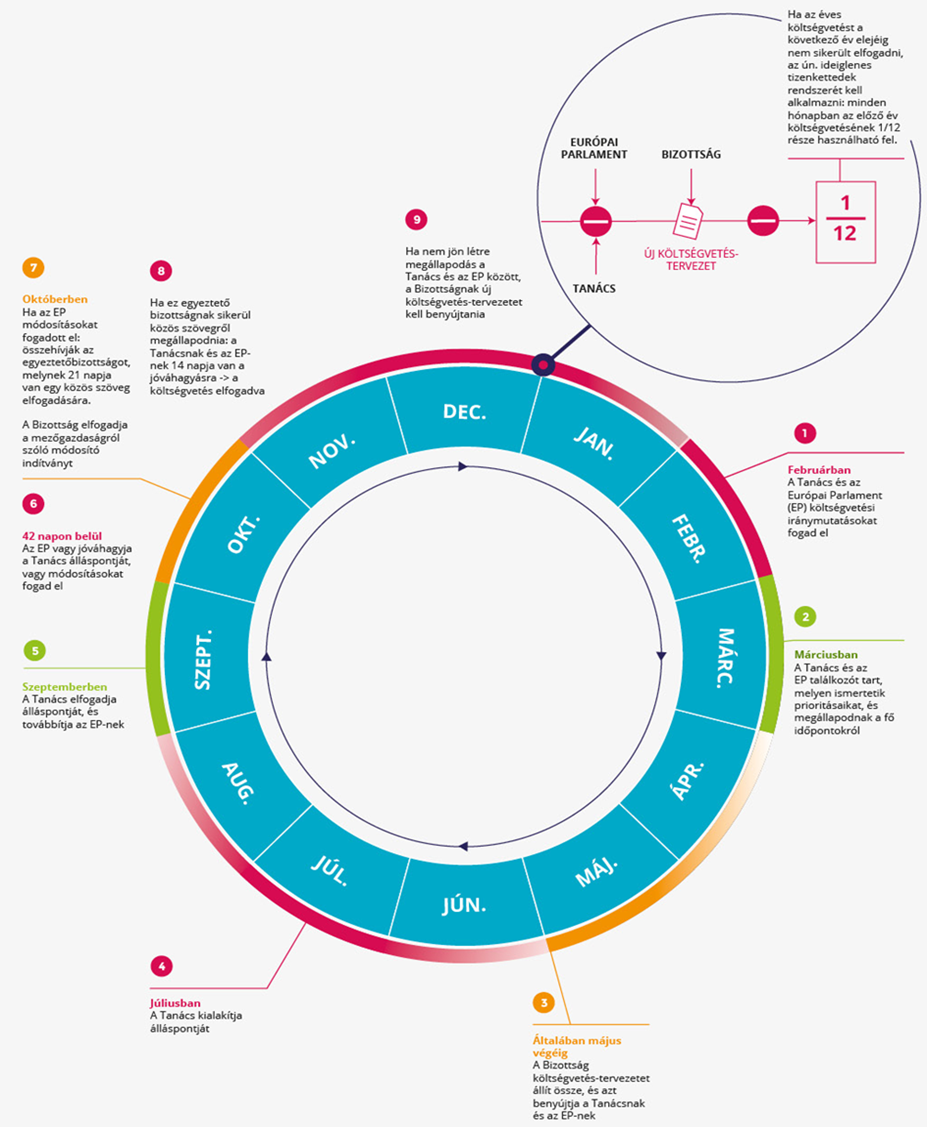 Ha az éves
költségvetést a
következő év elejéig
nem sikerült elfogadni,
az ún. ideiglenes
tizenkettedek
rendszerét kell
alkalmazni: minden
hónapban az előző év
költségvetésének 1/12
része használható fel.
EURÓPAI
PARLAMENT
BIZOTTSÁG
1
12
ÚJ KÖLTSÉGVETÉS-
TERVEZET
TANÁCS
9
Ha nem jön létre
megállapodás a
Tanács és az EP között,
a Bizottságnak új
költségvetés-tervezetet
kell benyújtania
8
Ha ez egyeztető
bizottságnak sikerül
közös szövegről
megállapodnia: a
Tanácsnak és az EP-
nek 14 napja van a
jóváhagyásra -> a
költségvetés elfogadva
7
Októberben
Ha az EP
módosításokat
fogadott el:
összehívják az
egyeztetőbizottságot,
melynek 21 napja
van egy közös szöveg
elfogadására.
A Bizottság elfogadja
a mezőgazdaságról
szóló módosító
indítványt
6
42 napon belül
Az EP vagy jóváhagyja
a Tanács álláspontját,
vagy módosításokat
fogad el
5
Szeptemberben
A Tanács elfogadja
álláspontját, és
továbbítja az EP-nek
DEC.
JAN.
FEBR.
MÁRC.
ÁPR.
MÁJ.
JÚN.
JÚL.
AUG.
SZEPT.
OKT.
NOV.
1
Februárban
A Tanács és az
Európai Parlament
(EP) költségvetési
iránymutatásokat
fogad el
2
Márciusban
A Tanács és az
EP találkozót tart,
melyen ismertetik
prioritásaikat, és
megállapodnak a fő
időpontokról
4
Júliusban
A Tanács kialakítja
álláspontját
3
Általában május
végéig
A Bizottság
költségvetés-tervezetet
állít össze, és azt
benyújtja a Tanácsnak
és az EP-nek